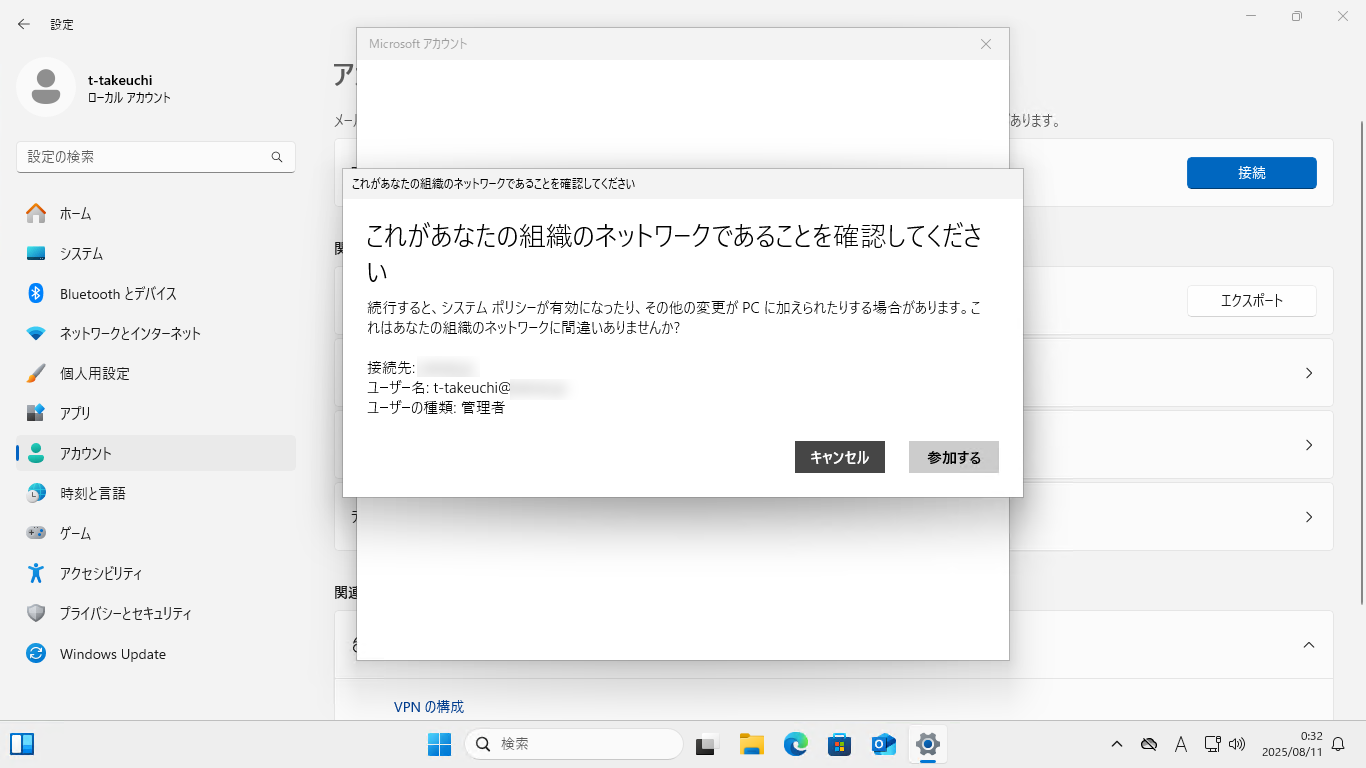 設定
t-takeuchi
ローカル アカウント
設定の検索
ホーム
システム
Bluetooth とデバイス
ネットワークとインターネット
個人用設定
アプリ
アカウント
時刻と言語
ゲーム
アクセシビリティ
プライバシーとセキュリティ
Windows Update
メール
あります。
接続
エクスポート
関連
VPN の構成
Microsoft アカウント
これがあなたの組織のネットワークであることを確認してください
これがあなたの組織のネットワークであることを確認してくださ
い
続行すると、システム ポリシーが有効になったり、その他の変更が PC に加えられたりする場合があります。こ
れはあなたの組織のネットワークに間違いありませんか?
接続先:
ユーザー名: t-takeuchi@
ユーザーの種類: 管理者
キャンセル
参加する
検索
A
0:32
2025/08/11